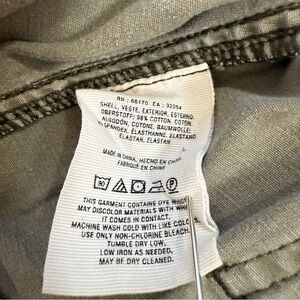 RN : 66170 CA : 32054
SHELL, VESTE, EXTERIOR, ESTERNO,
OBERSTOFF: 98% COTTON, COTON,
ALGODÓN, COTONE, BAUMWOLLE;
ELASTHANNE, ELASTANO
ELASTAN, ELASTAN
MADE IN CHINA, HECHO EN CHINA
FABRIQUÉ EN CHINE
THIS GARMENT CONTAINS DYE WHICH
MAY DISCOLOR MATERIALS WITH
IT COMES IN CONTACT.
MACHINE WASH COLD WITH LIKE COLORS.
USE ONLY NON-CHLORINE BLEACH.
TUMBLE DRY LOW.
LOW IRON AS NEEDED.
MAY BE DRY CLEANED.